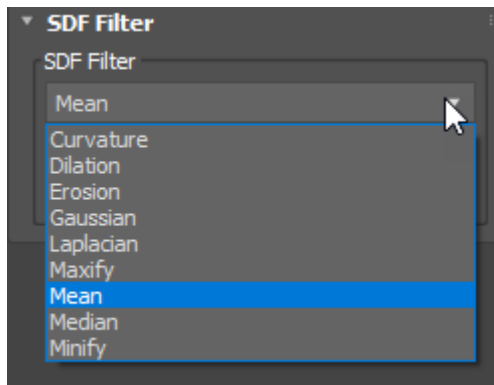 SDF Filter
SDF Filter
Mean
Curvature
Dilation
Erosion
Gaussian
Laplacian
Maxify
Mean
Median
Minify